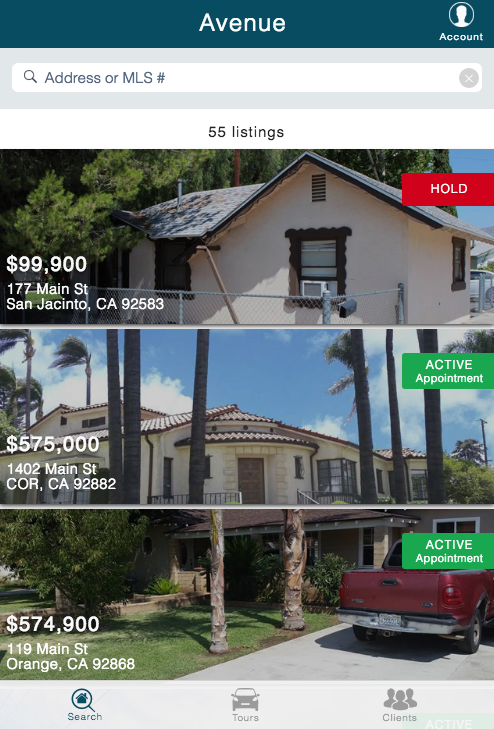 Avenue
Account
Address or MLS #
55 listings
HOLD
$99,900
177 Main St
San Jacinto, CA 92583
ACTIVE
Appointment
$575,000
1402 Main St
COR, CA 92882
ACTIVE
Appointment
$574,900
119 Main St
Orange, CA 92868
Search
Tours
Clients
ACTIVE